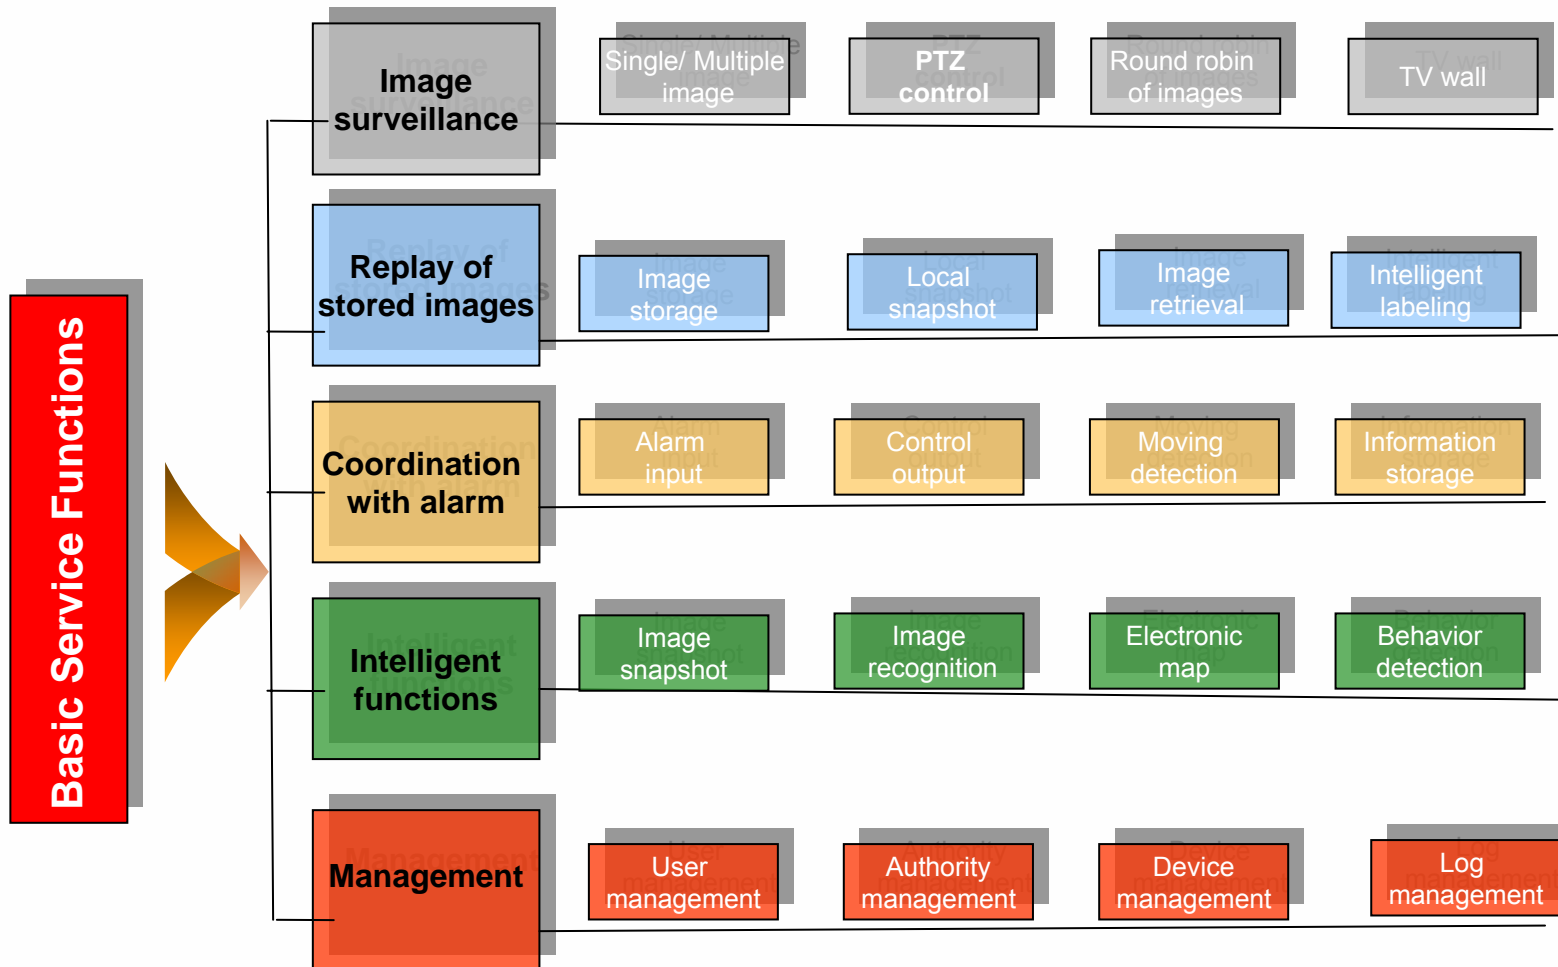 Basic Service Functions
Image
surveillance
Single/ Multiple
image
PTZ
control
Round robin
of images
TV wall
Replay of
stored images
Image
storage
Local
snapshot
Image
retrieval
Intelligent
labeling
Coordination
with alarm
Alarm
input
Control
output
Moving
detection
Information
storage
Intelligent
functions
Image
snapshot
Image
recognition
Electronic
map
Behavior
detection
Management
User
management
Authority
management
Device
management
Log
management